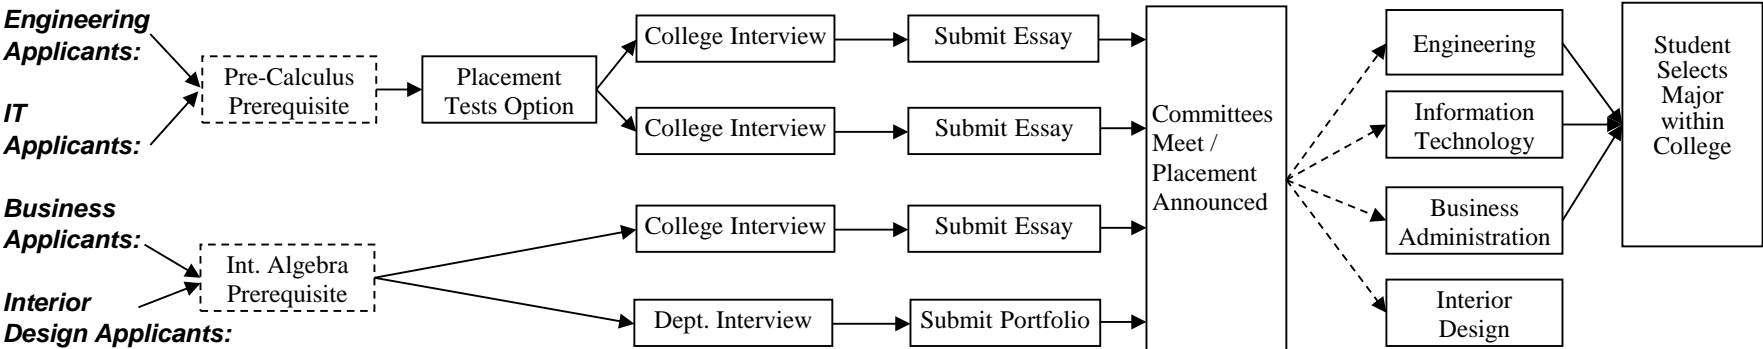 Engineering
Applicants:
IT
Applicants:
Business
Applicants:
Interior
Design Applicants:
Pre-Calculus
Prerequisite
Int. Algebra
Prerequisite
Placement
Tests Option
College Interview
Submit Essay
College Interview
Submit Essay
College Interview
Submit Essay
Dept. Interview
Submit Portfolio
Committees
Meet /
Placement
Announced
Engineering
Information
Technology
Business
Administration
Interior
Design
Student
Selects
Major
within
College